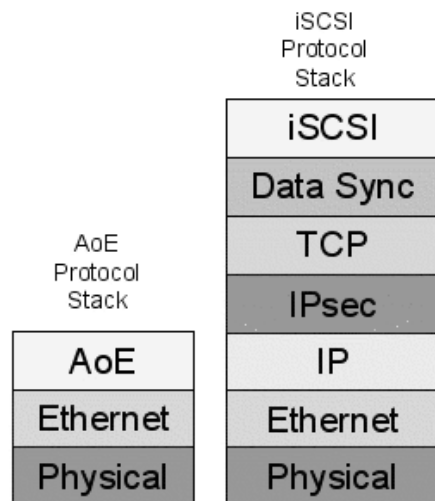 AoE
Protocol
Stack
AoE
Ethernet
Physical
iSCSI
Protocol
Stack
iSCSI
Data Sync
TCP
IPsec
IP
Ethernet
Physical